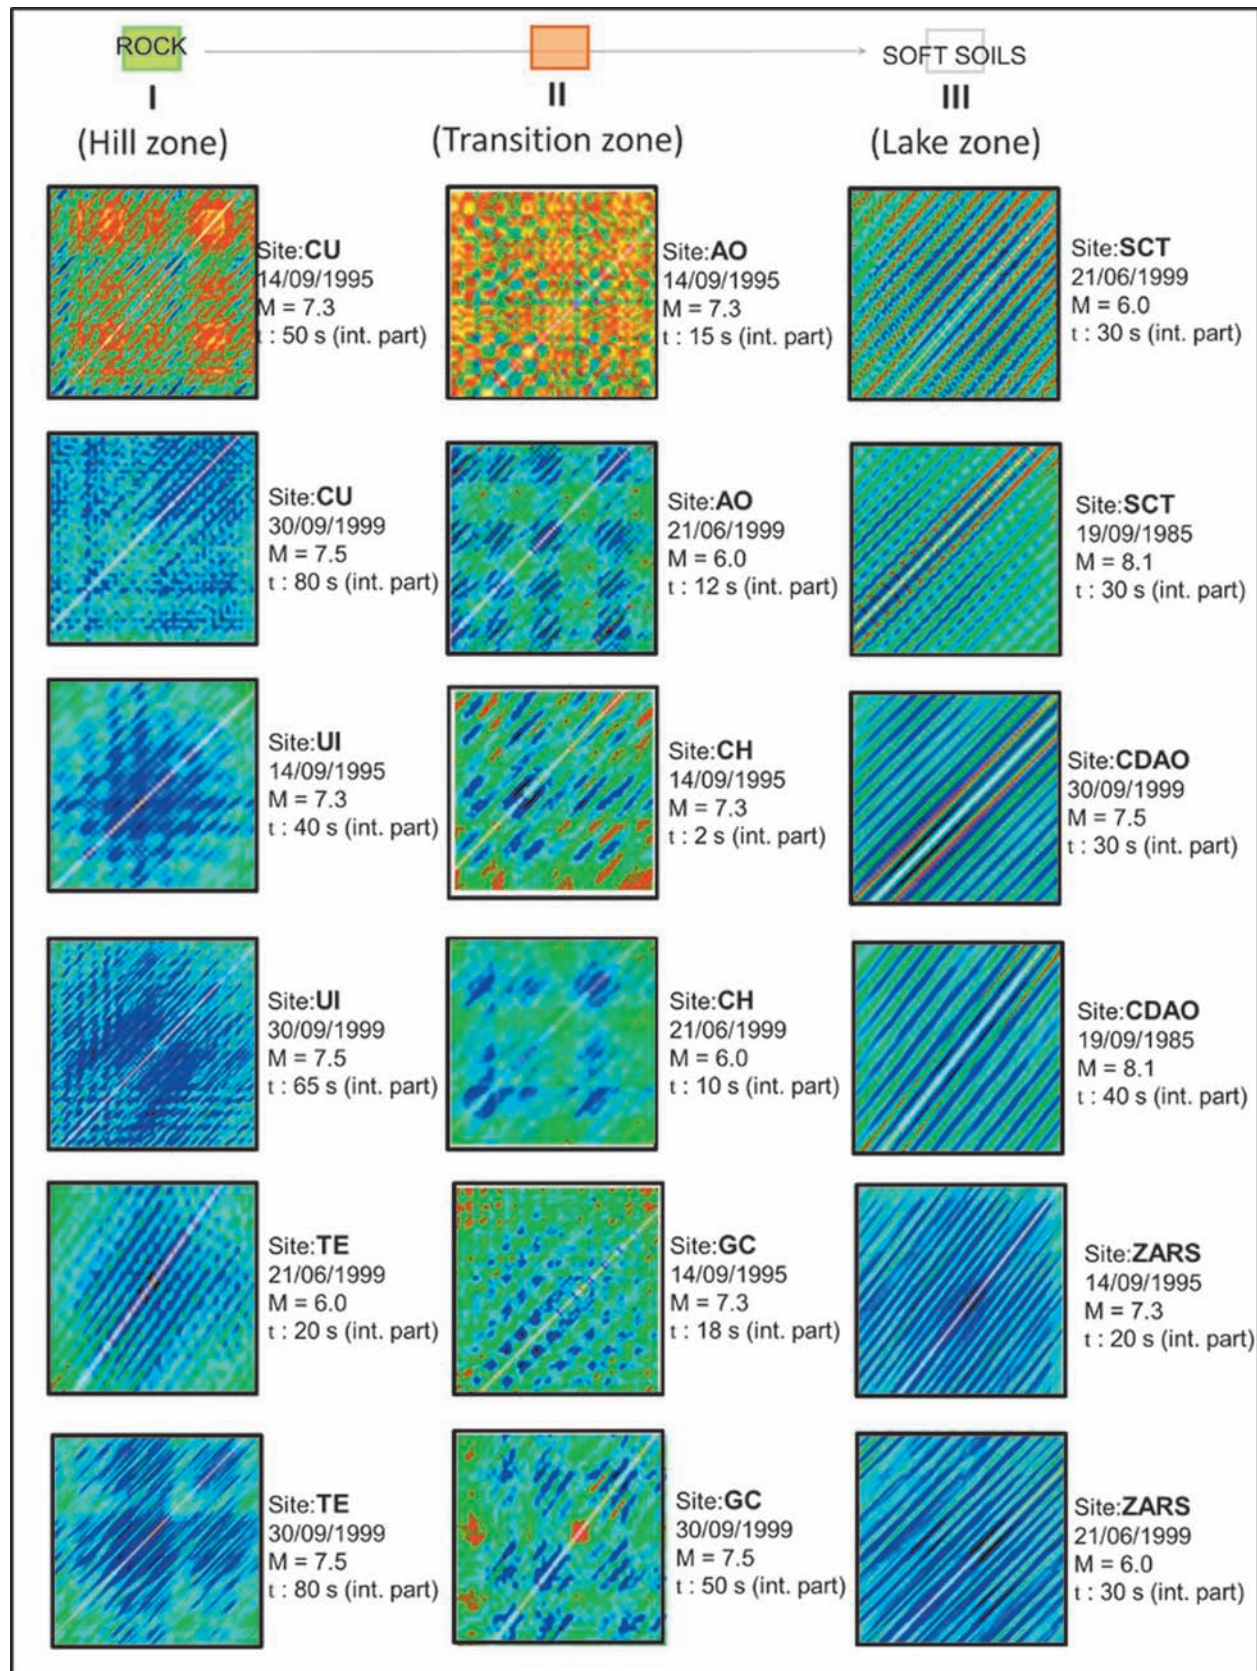 ROCK
SOFT SOILS
I
II
III
(Hill zone)
(Transition zone)
(Lake zone)
Site:CU
14/09/1995
M = 7.3
t : 50 s (int. part)
Site:AO
14/09/1995
M = 7.3
t : 15 s (int. part)
Site:SCT
21/06/1999
M = 6.0
t : 30 s (int. part)
Site:CU
30/09/1999
M = 7.5
t : 80 s (int. part)
Site:AO
21/06/1999
M = 6.0
t : 12 s (int. part)
Site:SCT
19/09/1985
M = 8.1
t : 30 s (int. part)
Site:UI
14/09/1995
M = 7.3
t : 40 s (int. part)
Site:CH
14/09/1995
M = 7.3
t : 2 s (int. part)
Site:CDAO
30/09/1999
M = 7.5
t : 30 s (int. part)
Site:UI
30/09/1999
M = 7.5
t : 65 s (int. part)
Site:CH
21/06/1999
M = 6.0
t : 10 s (int. part)
Site:CDAO
19/09/1985
M = 8.1
t : 40 s (int. part)
Site:TE
21/06/1999
M = 6.0
t : 20 s (int. part)
Site:GC
14/09/1995
M = 7.3
t : 18 s (int. part)
Site:ZARS
14/09/1995
M = 7.3
t : 20 s (int. part)
Site:TE
30/09/1999
M = 7.5
t : 80 s (int. part)
Site:GC
30/09/1999
M = 7.5
t : 50 s (int. part)
Site:ZARS
21/06/1999
M = 6.0
t : 30 s (int. part)